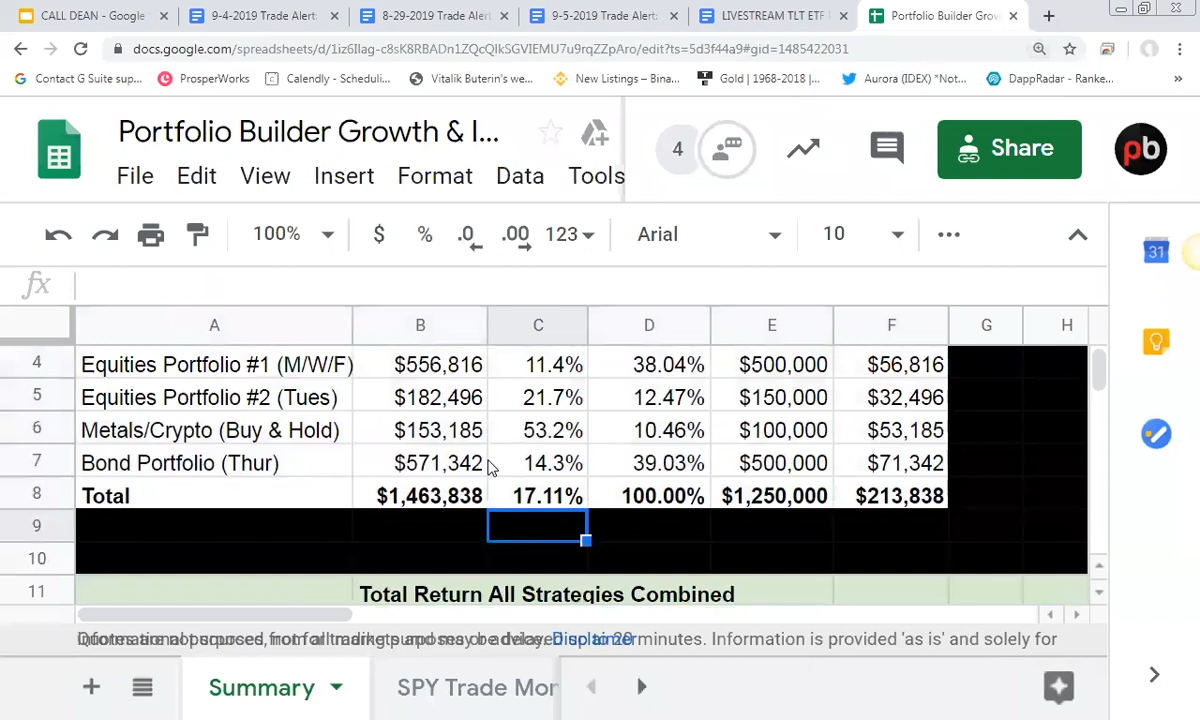 CALL DEAN - Google
9-4-2019 Trade Alert:
8-29-2019 Trade Aler
9-5-2019 Trade Alert:
LIVESTREAM TLT ETF
Portfolio Builder Grow
docs.google.com/spreadsheets/d/1iz6Ilag-c8sK8RBADn1ZQcQlkSGVIEMU7u9rqZZpAro/edit?ts=5d3f44a9#gid=1485422031
Contact G Suite sup...
ProsperWorks
Calendly - Scheduli...
Vitalik Buterin's we...
New Listings – Bina...
Gold | 1968-2018 |...
Aurora (IDEX) *Not...
DappRadar - Ranke...
»
Portfolio Builder Growth & I...
4
Share
pb
File Edit View Insert Format Data Tools
100% $ % .0 .00 123 Arial 10 ...
31
fx
A B C D E F G H
4 Equities Portfolio #1 (M/W/F) $556,816 11.4% 38.04% $500,000 $56,816
5 Equities Portfolio #2 (Tues) $182,496 21.7% 12.47% $150,000 $32,496
6 Metals/Crypto (Buy & Hold) $153,185 53.2% 10.46% $100,000 $53,185
7 Bond Portfolio (Thur) $571,342 14.3% 39.03% $500,000 $71,342
8 Total $1,463,838 17.11% 100.00% $1,250,000 $213,838
9
10
11 Total Return All Strategies Combined
minutes. Information is provided 'as is' and solely for
Summary
SPY Trade Mor